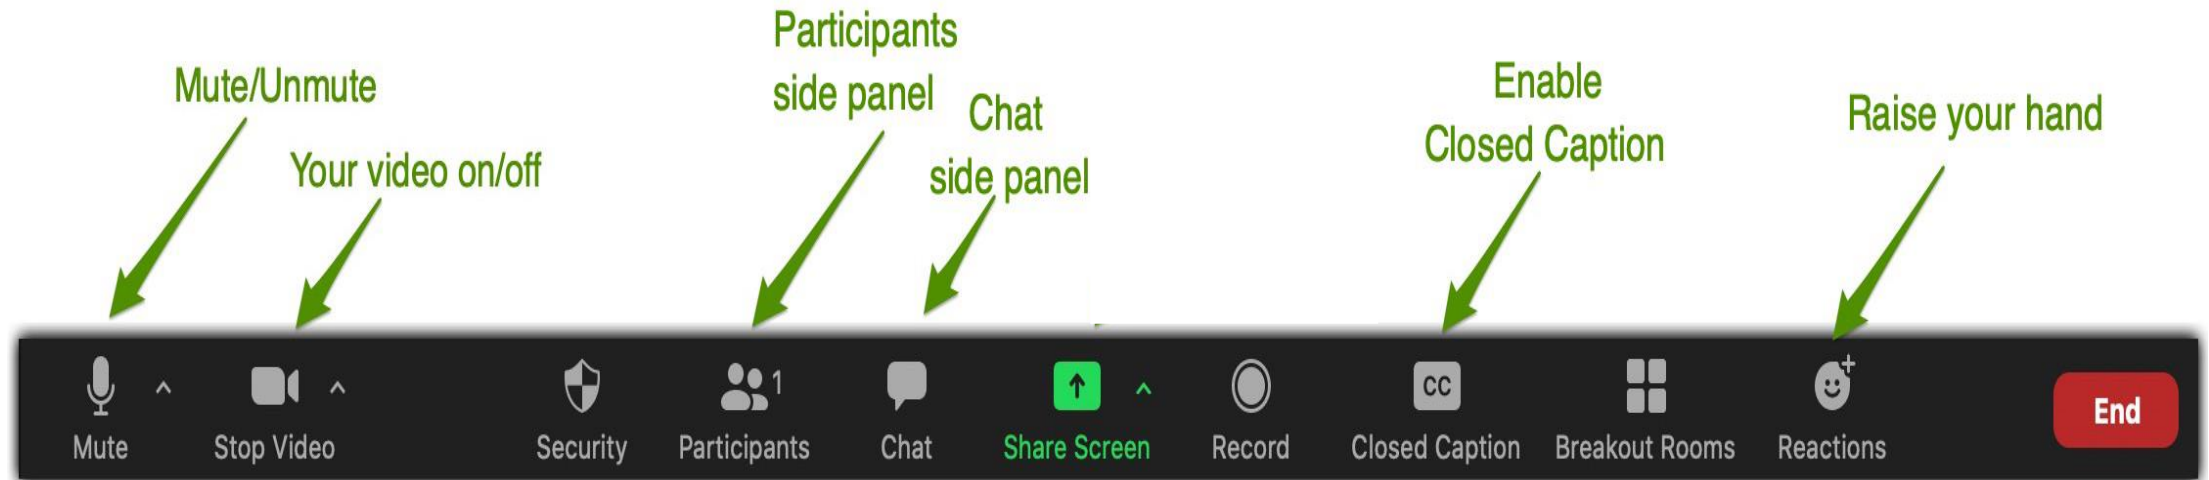 Participants
side panel
Mute/Unmute
Enable
Closed Caption
Chat
side panel
Raise your hand
Your video on/off
1
CC
Mute
Stop Video
Security
Participants
Chat
Share Screen
Record
Closed Caption
Breakout Rooms
Reactions
End